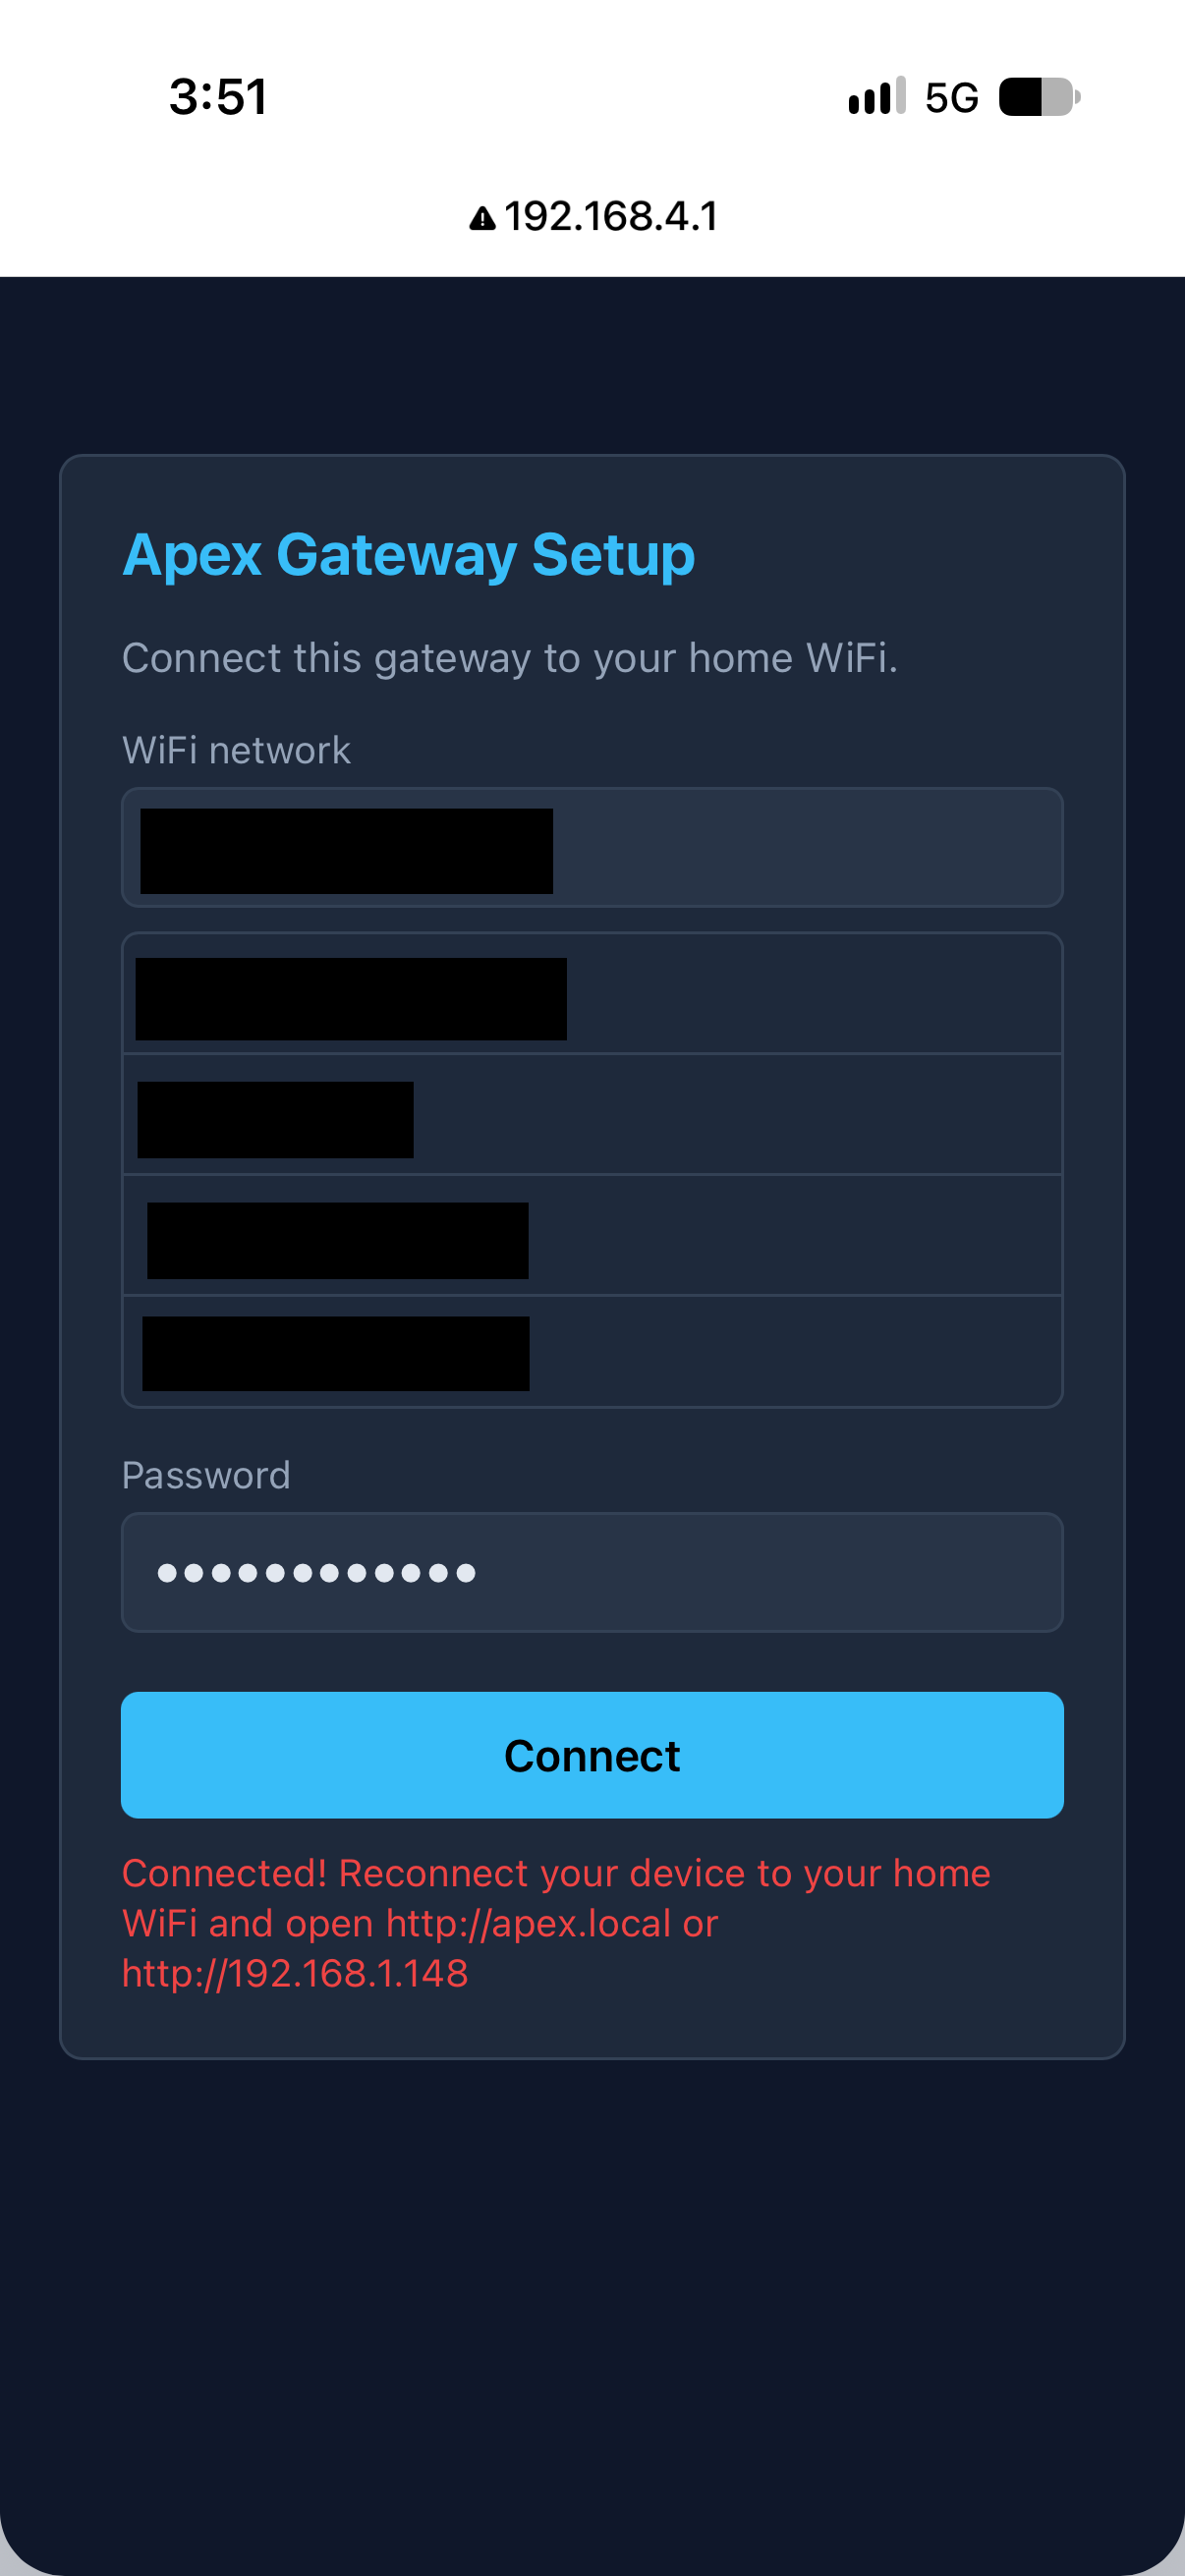 3:51
5G
192.168.4.1
Apex Gateway Setup
Connect this gateway to your home WiFi.
WiFi network
Password
••••••••••••
Connect
Connected! Reconnect your device to your home
WiFi and open http://apex.local or
http://192.168.1.148